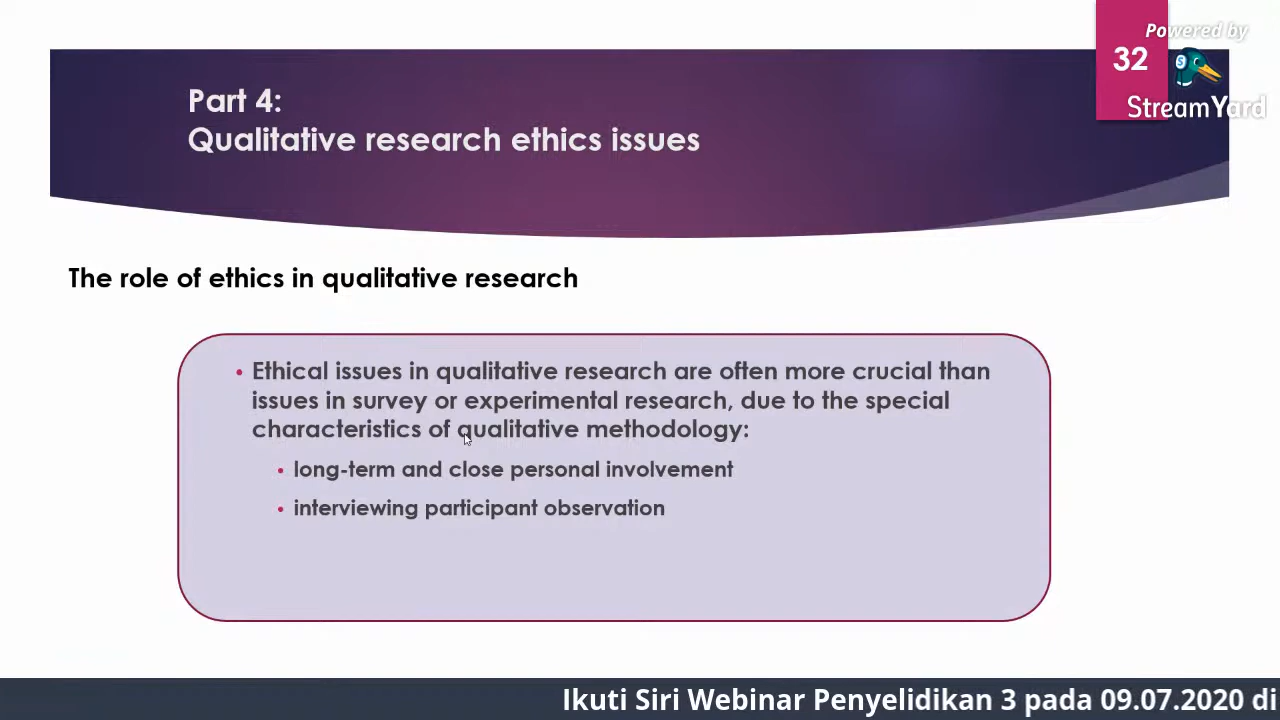 Powered by
32
StreamYard
Part 4:
Qualitative research ethics issues
The role of ethics in qualitative research
• Ethical issues in qualitative research are often more crucial than
issues in survey or experimental research, due to the special
characteristics of qualitative methodology:
• long-term and close personal involvement
• interviewing participant observation
Ikuti Siri Webinar Penyelidikan 3 pada 09.07.2020 di